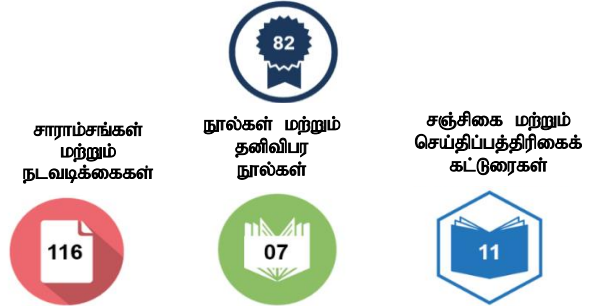 82
சாராம்சங்கள்
மற்றும்
நடவடிக்கைகள்
நூல்கள் மற்றும்
தனிவிபர
நூல்கள்
சஞ்சிகை மற்றும்
செய்திப்பத்திரிகைக்
கட்டுரைகள்
116
07
11